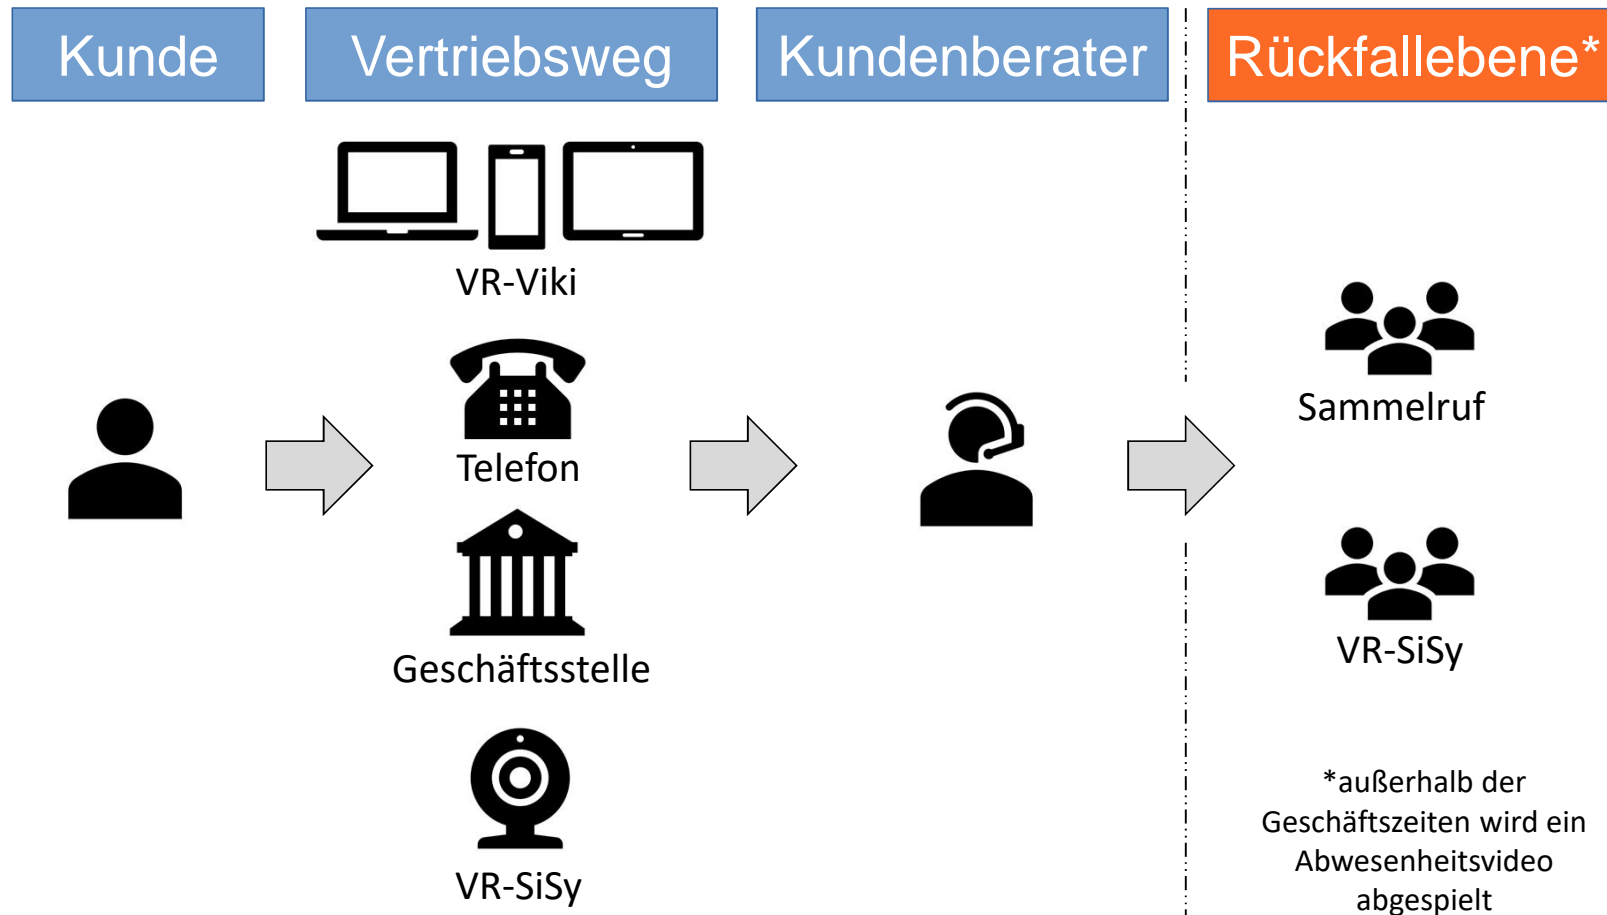 Kunde
Vertriebsweg
Kundenberater
Rückfallebene*
VR-Viki
Telefon
Geschäftsstelle
VR-SiSy
Sammelruf
VR-SiSy
*außerhalb der
Geschäftszeiten wird ein
Abwesenheitsvideo
abgespielt